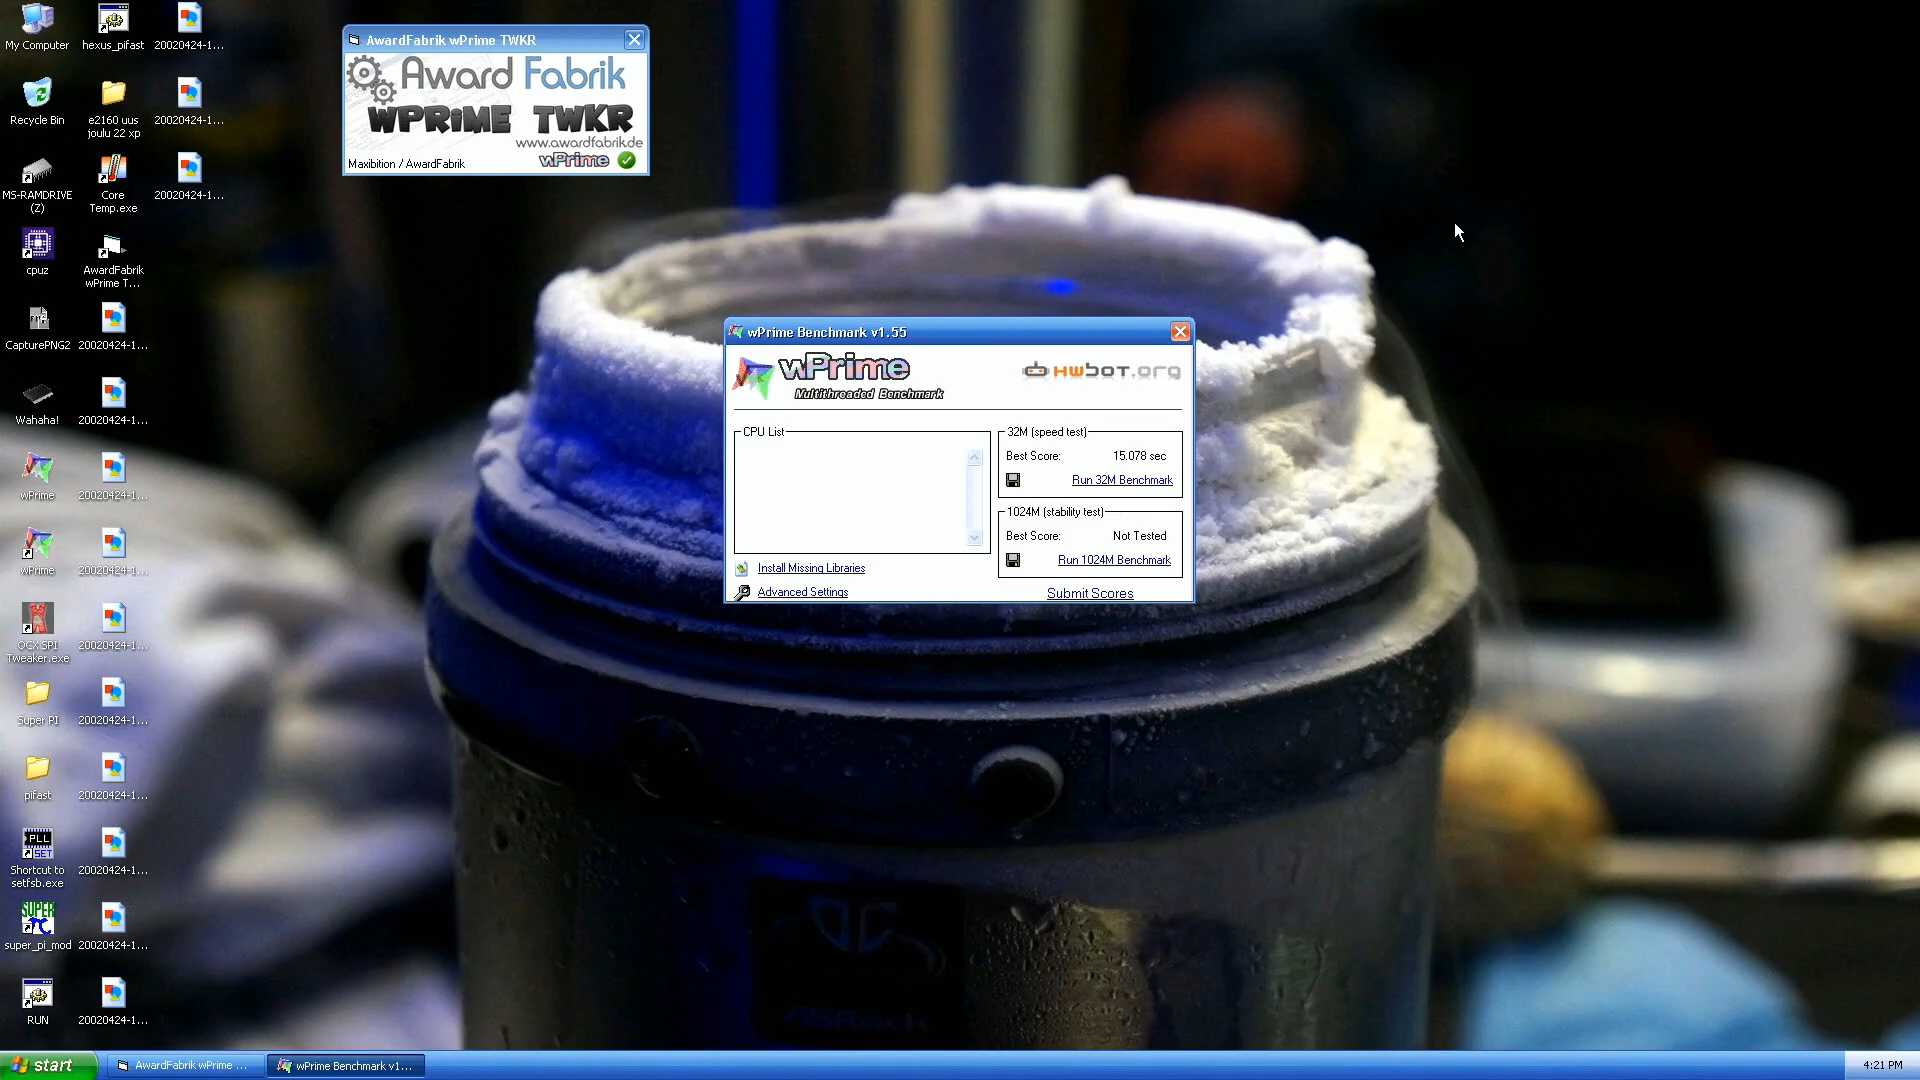 My Computer
hexus_pifast
20020424-1...
Recycle Bin
e2160 uus
joulu 22 xp
20020424-1...
MS-RAMDRIVE
(Z)
Core
Temp.exe
20020424-1...
cpuz
AwardFabrik
wPrime T...
CapturePNG2
20020424-1...
Wahaha!
20020424-1...
wPrime
20020424-1...
wPrime
20020424-1...
OCX SPI
Tweaker.exe
20020424-1...
Super PI
20020424-1...
pifast
20020424-1...
PLL
SET
Shortcut to
setfsb.exe
20020424-1...
SUPER
π
super_pi_mod
20020424-1...
RUN
20020424-1...
AwardFabrik wPrime TWKR
Award Fabrik
WPRIME TWKR
www.awardfabrik.de
Maxibition / AwardFabrik
wPrime
wPrime Benchmark v1.55
wPrime
Multithreaded Benchmark
HWBOT.org
CPU List
Install Missing Libraries
Advanced Settings
32M (speed test)
Best Score: 15.078 sec
Run 32M Benchmark
1024M (stability test)
Best Score: Not Tested
Run 1024M Benchmark
Submit Scores
start
AwardFabrik wPrime ...
wPrime Benchmark v1...
4:21 PM